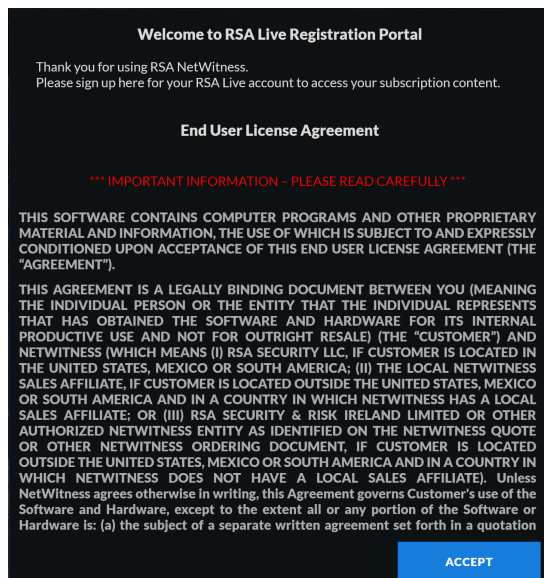 Welcome to RSA Live Registration Portal
Thank you for using RSA NetWitness.
Please sign up here for your RSA Live account to access your subscription content.
End User License Agreement
*** IMPORTANT INFORMATION – PLEASE READ CAREFULLY ***
THIS SOFTWARE CONTAINS COMPUTER PROGRAMS AND OTHER PROPRIETARY
MATERIAL AND INFORMATION, THE USE OF WHICH IS SUBJECT TO AND EXPRESSLY
CONDITIONED UPON ACCEPTANCE OF THIS END USER LICENSE AGREEMENT (THE
“AGREEMENT”).
THIS AGREEMENT IS A LEGALLY BINDING DOCUMENT BETWEEN YOU (MEANING
THE INDIVIDUAL PERSON OR THE ENTITY THAT THE INDIVIDUAL REPRESENTS
THAT HAS OBTAINED THE SOFTWARE AND HARDWARE FOR ITS INTERNAL
PRODUCTIVE USE AND NOT FOR OUTRIGHT RESALE) (THE “CUSTOMER”) AND
NETWITNESS (WHICH MEANS (I) RSA SECURITY LLC, IF CUSTOMER IS LOCATED IN
THE UNITED STATES, MEXICO OR SOUTH AMERICA; (II) THE LOCAL NETWITNESS
SALES AFFILIATE, IF CUSTOMER IS LOCATED OUTSIDE THE UNITED STATES, MEXICO
OR SOUTH AMERICA AND IN A COUNTRY IN WHICH NETWITNESS HAS A LOCAL
SALES AFFILIATE; OR (III) RSA SECURITY & RISK IRELAND LIMITED OR OTHER
AUTHORIZED NETWITNESS ENTITY AS IDENTIFIED ON THE NETWITNESS QUOTE
OR OTHER NETWITNESS ORDERING DOCUMENT, IF CUSTOMER IS LOCATED
OUTSIDE THE UNITED STATES, MEXICO OR SOUTH AMERICA AND IN A COUNTRY IN
WHICH NETWITNESS DOES NOT HAVE A LOCAL SALES AFFILIATE). Unless
NetWitness agrees otherwise in writing, this Agreement governs Customer's use of the
Software and Hardware, except to the extent all or any portion of the Software or
Hardware is: (a) the subject of a separate written agreement set forth in a quotation
ACCEPT